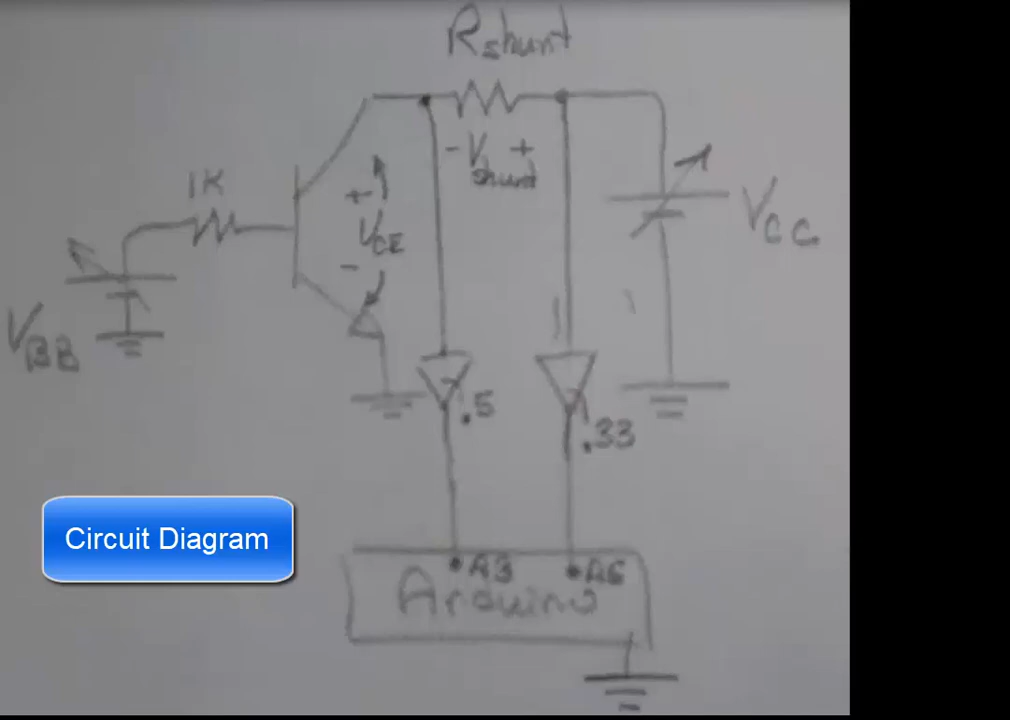 Rshunt
- Vshunt +
1K
+
VCE
-
VCC
VBB
.5
.33
Circuit Diagram
A3
A6
Arduino